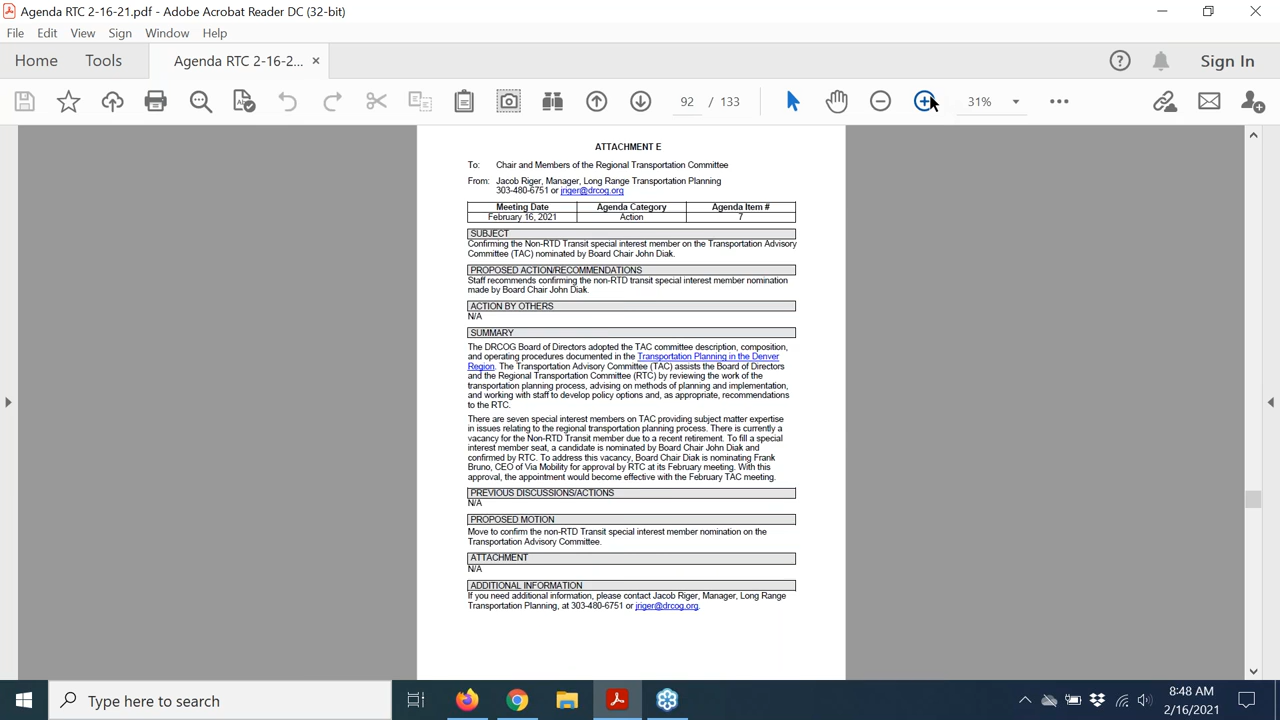 Agenda RTC 2-16-21.pdf - Adobe Acrobat Reader DC (32-bit)
File Edit View Sign Window Help
Home Tools Agenda RTC 2-16-2... × Sign In
92 / 133 31%
ATTACHMENT E
To: Chair and Members of the Regional Transportation Committee
From: Jacob Riger, Manager, Long Range Transportation Planning
303-480-6751 or jriger@drcog.org
Meeting Date Agenda Category Agenda Item #
February 16, 2021 Action 7
SUBJECT
Confirming the Non-RTD Transit special interest member on the Transportation Advisory
Committee (TAC) nominated by Board Chair John Diak.
PROPOSED ACTION/RECOMMENDATIONS
Staff recommends confirming the non-RTD transit special interest member nomination
made by Board Chair John Diak.
ACTION BY OTHERS
N/A
SUMMARY
The DRCOG Board of Directors adopted the TAC committee description, composition,
and operating procedures documented in the Transportation Planning in the Denver
Region. The Transportation Advisory Committee (TAC) assists the Board of Directors
and the Regional Transportation Committee (RTC) by reviewing the work of the
transportation planning process, advising on methods of planning and implementation,
and working with staff to develop policy options and, as appropriate, recommendations
to the RTC.
There are seven special interest members on TAC providing subject matter expertise
in issues relating to the regional transportation planning process. There is currently a
vacancy for the Non-RTD Transit member due to a recent retirement. To fill a special
interest member seat, a candidate is nominated by Board Chair John Diak and
confirmed by RTC. To address this vacancy, Board Chair Diak is nominating Frank
Bruno, CEO of Via Mobility for approval by RTC at its February meeting. With this
approval, the appointment would become effective with the February TAC meeting.
PREVIOUS DISCUSSIONS/ACTIONS
N/A
PROPOSED MOTION
Move to confirm the non-RTD Transit special interest member nomination on the
Transportation Advisory Committee.
ATTACHMENT
N/A
ADDITIONAL INFORMATION
If you need additional information, please contact Jacob Riger, Manager, Long Range
Transportation Planning, at 303-480-6751 or jriger@drcog.org.
Type here to search
8:48 AM
2/16/2021